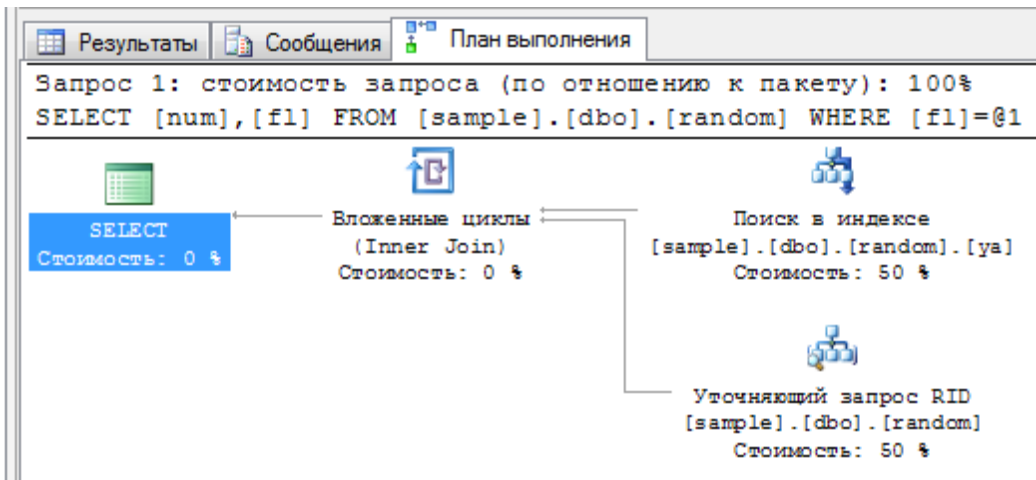 Результаты Сообщения План выполнения
Запрос 1: стоимость запроса (по отношению к пакету): 100%
SELECT [num],[fl] FROM [sample].[dbo].[random] WHERE [fl]=@1
SELECT
Стоимость: 0 %
Вложенные циклы
(Inner Join)
Стоимость: 0 %
Поиск в индексе
[sample].[dbo].[random].[ya]
Стоимость: 50 %
Уточняющий запрос RID
[sample].[dbo].[random]
Стоимость: 50 %